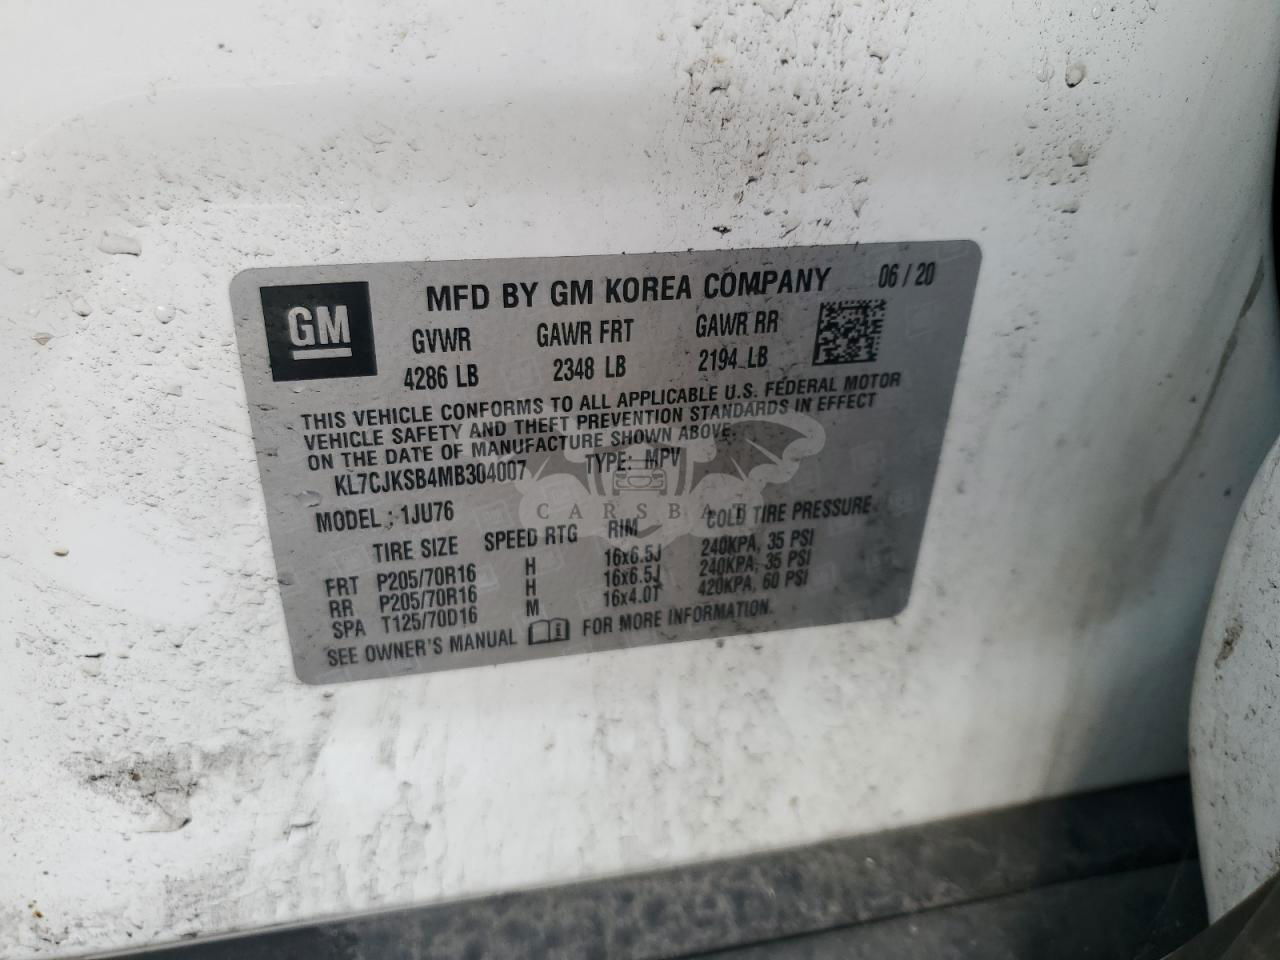 GM
MFD BY GM KOREA COMPANY 06 / 20
GVWR GAWR FRT GAWR RR
4286 LB 2348 LB 2194 LB
THIS VEHICLE CONFORMS TO ALL APPLICABLE U.S. FEDERAL MOTOR
VEHICLE SAFETY AND THEFT PREVENTION STANDARDS IN EFFECT
ON THE DATE OF MANUFACTURE SHOWN ABOVE.
KL7CJKSB4MB304007 TYPE: MPV
CARSBAT
MODEL : 1JU76
TIRE SIZE SPEED RTG RIM COLD TIRE PRESSURE
FRT P205/70R16 H 16x6.5J 240KPA, 35 PSI
RR P205/70R16 H 16x6.5J 240KPA, 35 PSI
SPA T125/70D16 M 16x4.0T 420KPA, 60 PSI
SEE OWNER'S MANUAL FOR MORE INFORMATION.